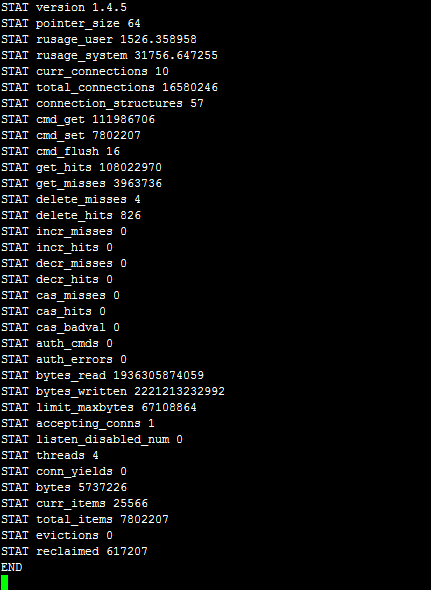 STAT version 1.4.5
STAT pointer_size 64
STAT rusage_user 1526.358958
STAT rusage_system 31756.647255
STAT curr_connections 10
STAT total_connections 16580246
STAT connection_structures 57
STAT cmd_get 111986706
STAT cmd_set 7802207
STAT cmd_flush 16
STAT get_hits 108022970
STAT get_misses 3963736
STAT delete_misses 4
STAT delete_hits 826
STAT incr_misses 0
STAT incr_hits 0
STAT decr_misses 0
STAT decr_hits 0
STAT cas_misses 0
STAT cas_hits 0
STAT cas_badval 0
STAT auth_cmds 0
STAT auth_errors 0
STAT bytes_read 1936305874059
STAT bytes_written 2221213232992
STAT limit_maxbytes 67108864
STAT accepting_conns 1
STAT listen_disabled_num 0
STAT threads 4
STAT conn_yields 0
STAT bytes 5737226
STAT curr_items 25566
STAT total_items 7802207
STAT evictions 0
STAT reclaimed 617207
END